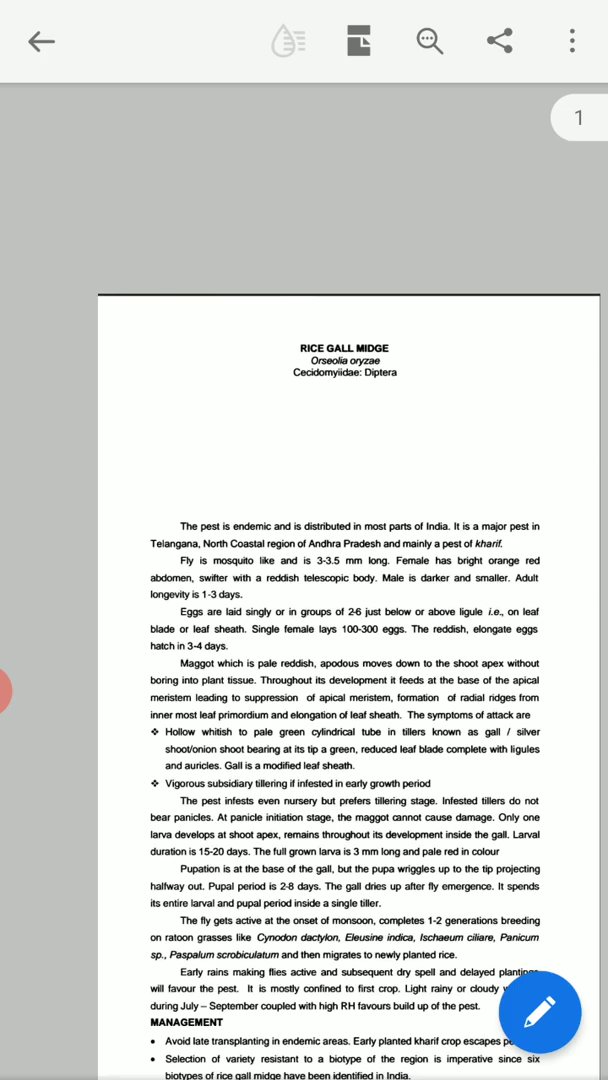 1
RICE GALL MIDGE
Orseolia oryzae
Cecidomyiidae: Diptera
The pest is endemic and is distributed in most parts of India. It is a major pest in
Telangana, North Coastal region of Andhra Pradesh and mainly a pest of kharif.
Fly is mosquito like and is 3-3.5 mm long. Female has bright orange red
abdomen, swifter with a reddish telescopic body. Male is darker and smaller. Adult
longevity is 1-3 days.
Eggs are laid singly or in groups of 2-6 just below or above ligule i.e., on leaf
blade or leaf sheath. Single female lays 100-300 eggs. The reddish, elongate eggs
hatch in 3-4 days.
Maggot which is pale reddish, apodous moves down to the shoot apex without
boring into plant tissue. Throughout its development it feeds at the base of the apical
meristem leading to suppression of apical meristem, formation of radial ridges from
inner most leaf primordium and elongation of leaf sheath. The symptoms of attack are
❖ Hollow whitish to pale green cylindrical tube in tillers known as gall / silver
shoot/onion shoot bearing at its tip a green, reduced leaf blade complete with ligules
and auricles. Gall is a modified leaf sheath.
❖ Vigorous subsidiary tillering if infested in early growth period
The pest infests even nursery but prefers tillering stage. Infested tillers do not
bear panicles. At panicle initiation stage, the maggot cannot cause damage. Only one
larva develops at shoot apex, remains throughout its development inside the gall. Larval
duration is 15-20 days. The full grown larva is 3 mm long and pale red in colour
Pupation is at the base of the gall, but the pupa wriggles up to the tip projecting
halfway out. Pupal period is 2-8 days. The gall dries up after fly emergence. It spends
its entire larval and pupal period inside a single tiller.
The fly gets active at the onset of monsoon, completes 1-2 generations breeding
on ratoon grasses like Cynodon dactylon, Eleusine indica, Ischaeum ciliare, Panicum
sp., Paspalum scrobiculatum and then migrates to newly planted rice.
Early rains making flies active and subsequent dry spell and delayed planting
will favour the pest. It is mostly confined to first crop. Light rainy or cloudy
during July – September coupled with high RH favours build up of the pest.
MANAGEMENT
• Avoid late transplanting in endemic areas. Early planted kharif crop escapes
• Selection of variety resistant to a biotype of the region is imperative since six
biotypes of rice gall midge have been identified in India.